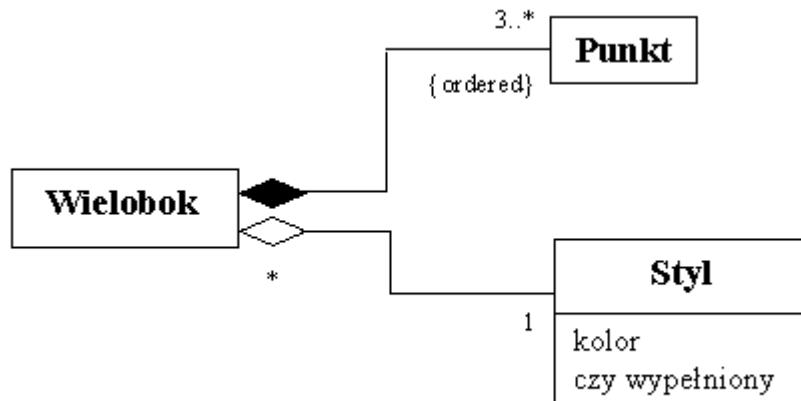 3..*
Punkt
{ordered}
Wielobok
*
Styl
1
kolor
czy wypełniony